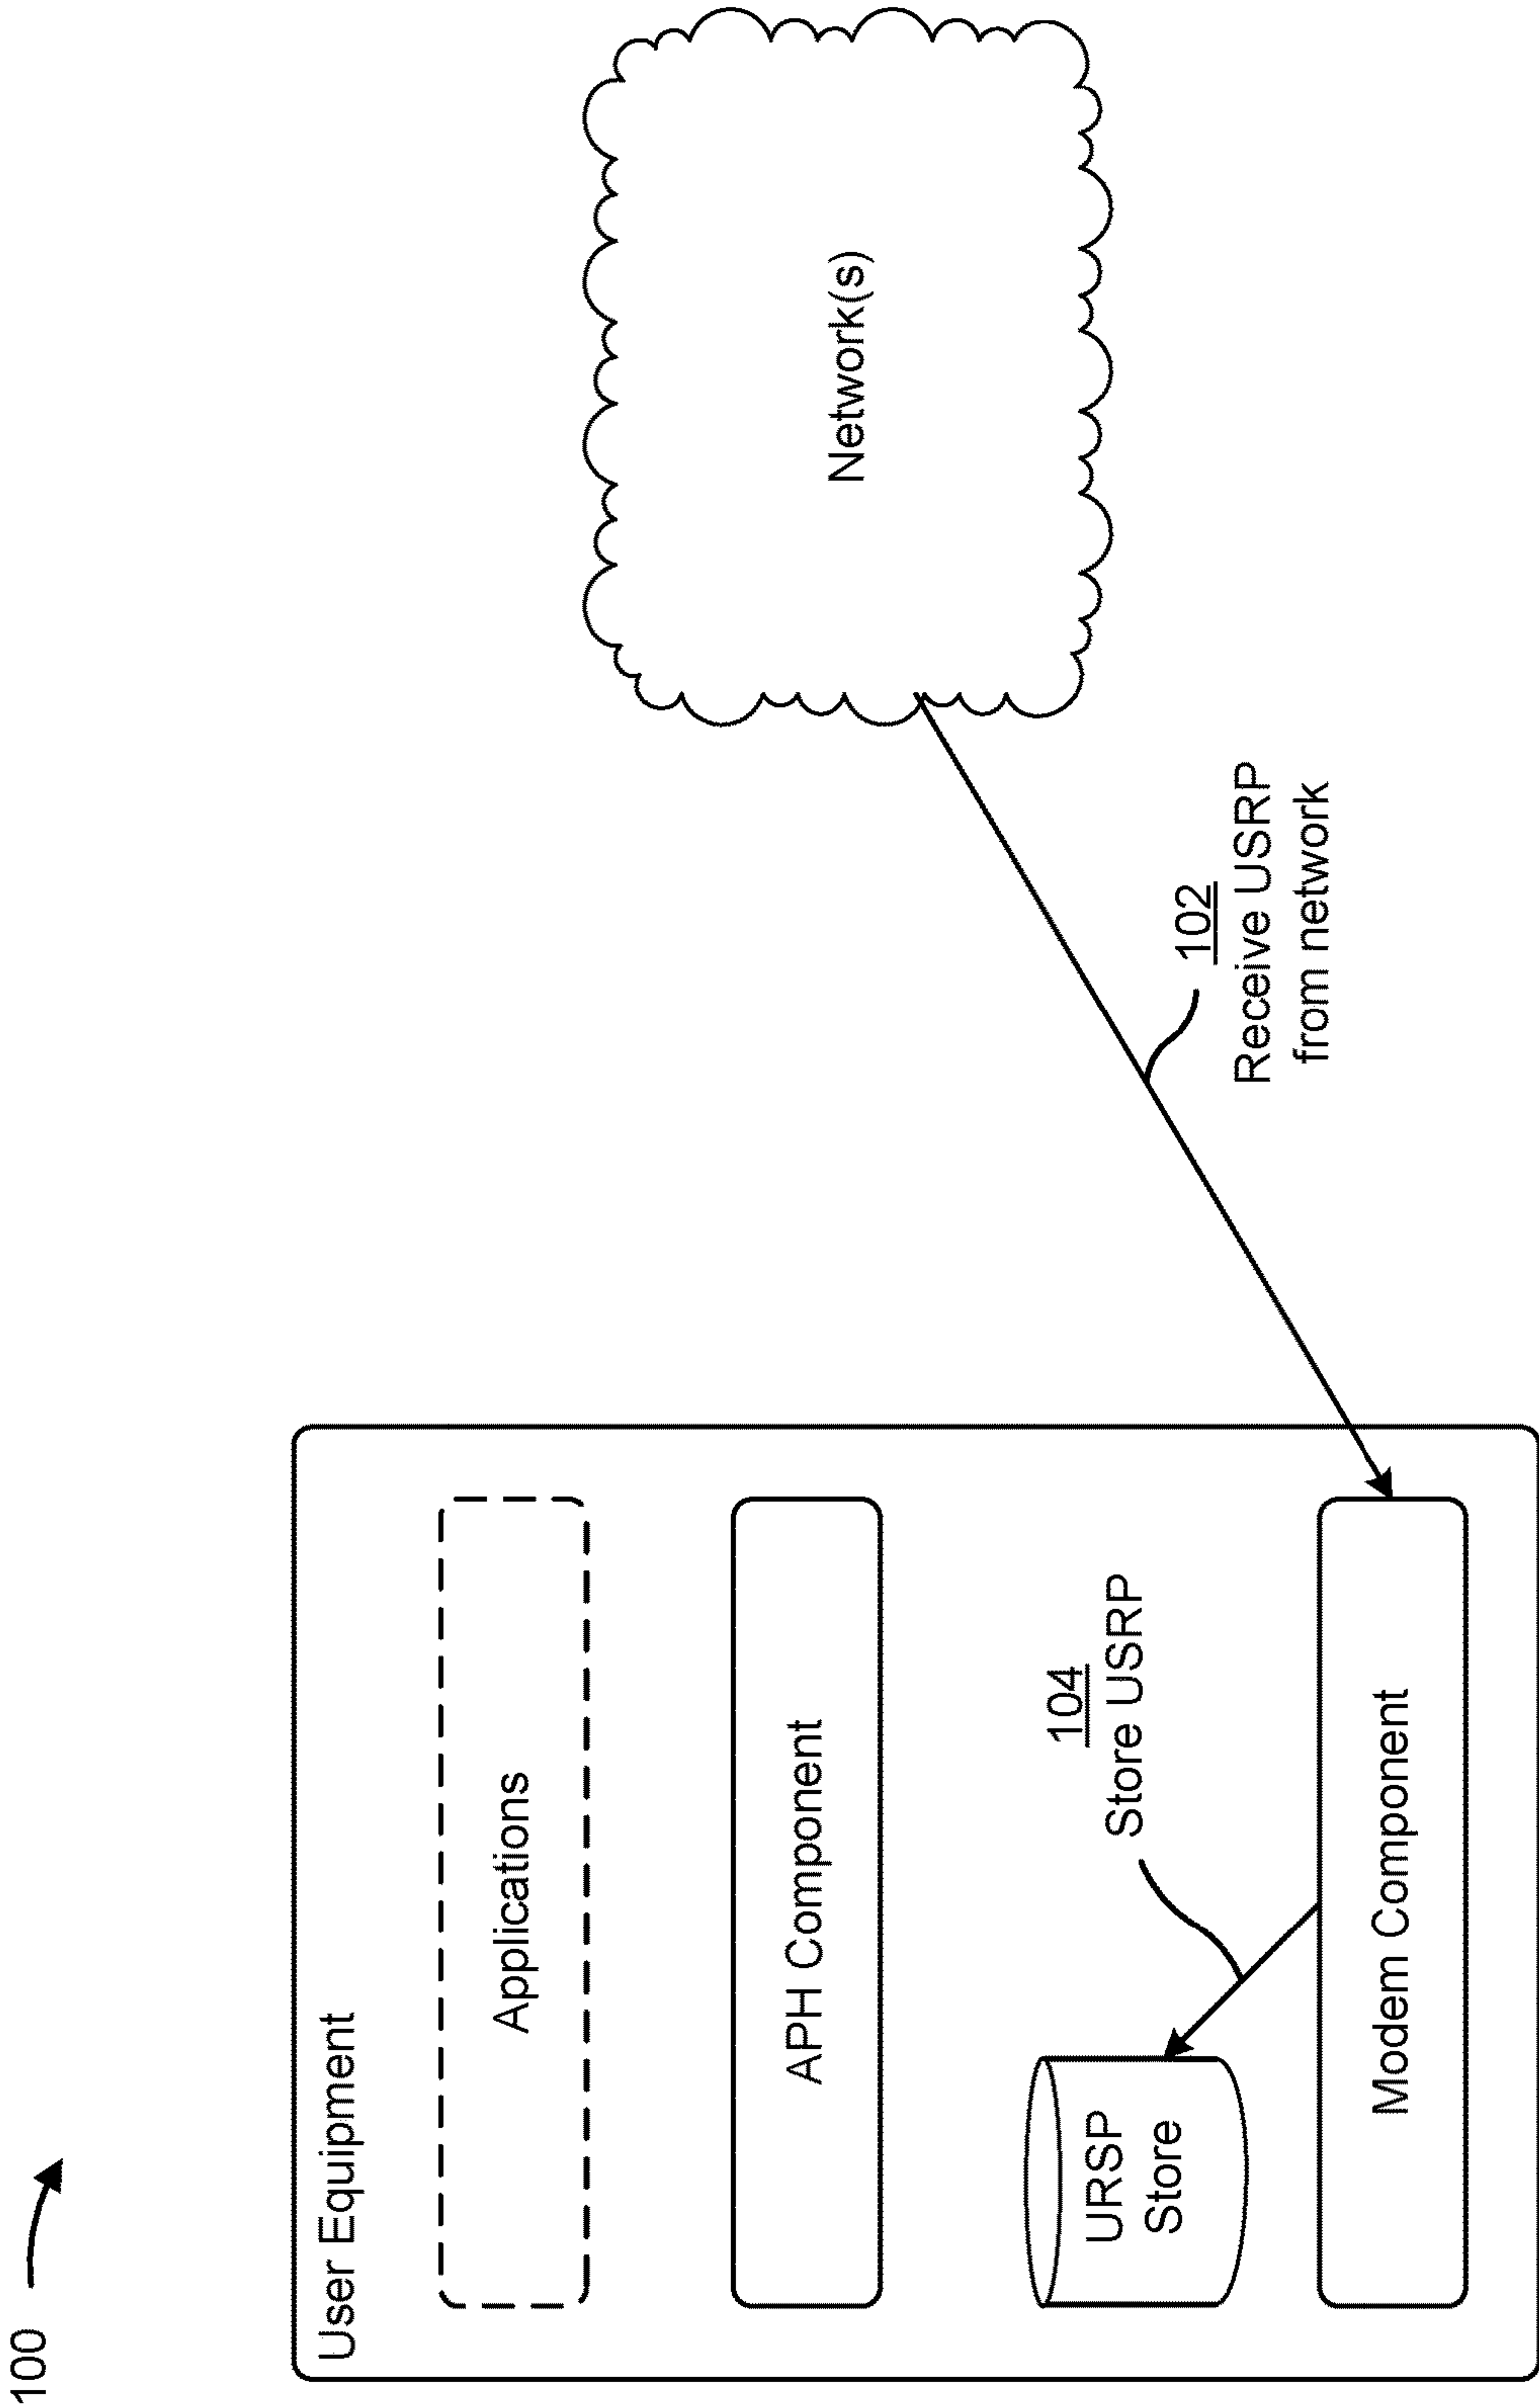 100
User Equipment
Applications
APH Component
104
Store USRP
URSP
Store
Modem Component
102
Receive USRP
from network
Network(s)